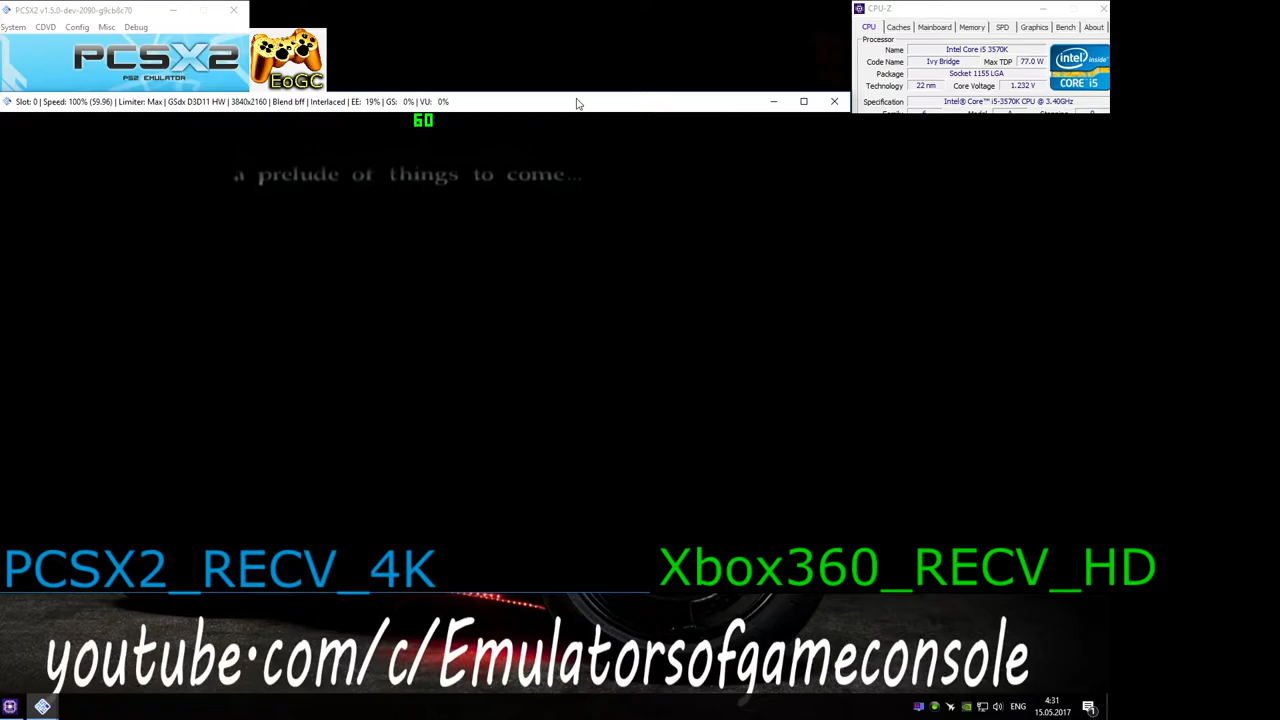 PCSX2 v1.5.0-dev-2090-g9cb8c70
System CDVD Config Misc Debug
PCSX2
PS2 EMULATOR
EoGC
CPU-Z
CPU Caches Mainboard Memory SPD Graphics Bench About
Processor
Name Intel Core i5 3570K
Code Name Ivy Bridge Max TDP 77.0 W
Package Socket 1155 LGA
Technology 22 nm Core Voltage 1.232 V
Specification Intel® Core™ i5-3570K CPU @ 3.40GHz
intel inside™
CORE i5
Slot: 0 | Speed: 100% (59.96) | Limiter: Max | GSdx D3D11 HW | 3840x2160 | Blend bff | Interlaced | EE: 19% | GS: 0% | VU: 0%
60
a prelude of things to come...
PCSX2_RECV_4K
Xbox360_RECV_HD
youtube.com/c/Emulatorsofgameconsole
ENG
4:31
15.05.2017